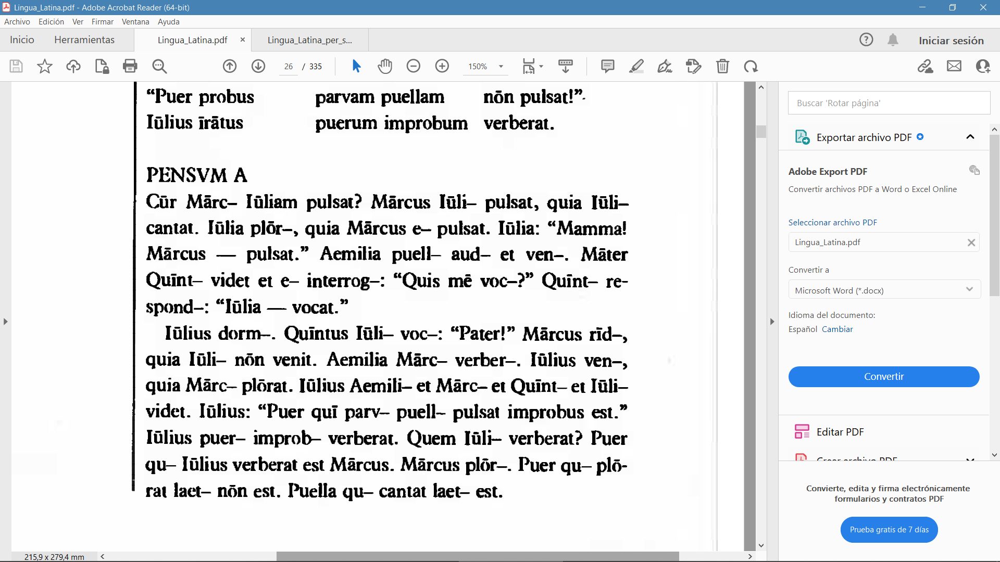 Lingua_Latina.pdf - Adobe Acrobat Reader (64-bit)
Archivo Edición Ver Firmar Ventana Ayuda
Inicio Herramientas Lingua_Latina.pdf Lingua_Latina_per_s... Iniciar sesión
26 / 335 150%
“Puer probus parvam puellam nōn pulsat!”
Iūlius īrātus puerum improbum verberat.
PENSVM A
Cūr Mārc– Iūliam pulsat? Mārcus Iūli– pulsat, quia Iūli–
cantat. Iūlia plōr–, quia Mārcus e– pulsat. Iūlia: “Mamma!
Mārcus — pulsat.” Aemilia puell– aud– et ven–. Māter
Quīnt– videt et e– interrog–: “Quis mē voc–?” Quīnt– re-
spond–: “Iūlia — vocat.”
Iūlius dorm–. Quīntus Iūli– voc–: “Pater!” Mārcus rīd–,
quia Iūli– nōn venit. Aemilia Mārc– verber–. Iūlius ven–,
quia Mārc– plōrat. Iūlius Aemili– et Mārc– et Quīnt– et Iūli–
videt. Iūlius: “Puer quī parv– puell– pulsat improbus est.”
Iūlius puer– improb– verberat. Quem Iūli– verberat? Puer
qu– Iūlius verberat est Mārcus. Mārcus plōr–. Puer qu– plō-
rat laet– nōn est. Puella qu– cantat laet– est.
215,9 x 279,4 mm
Buscar 'Rotar página'
Exportar archivo PDF
Adobe Export PDF
Convertir archivos PDF a Word o Excel Online
Seleccionar archivo PDF
Lingua_Latina.pdf
Convertir a
Microsoft Word (*.docx)
Idioma del documento:
Español Cambiar
Convertir
Editar PDF
Crear archivo PDF
Convierte, edita y firma electrónicamente
formularios y contratos PDF
Prueba gratis de 7 días